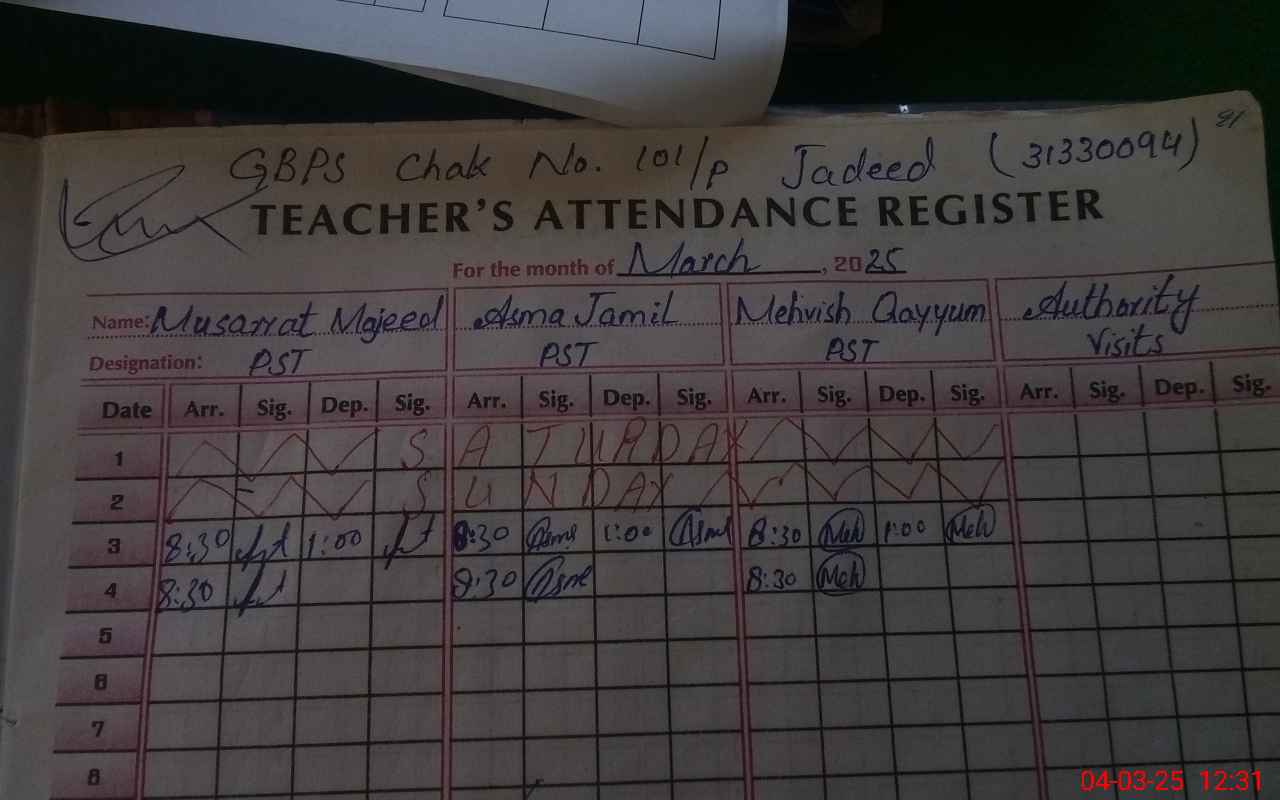 21
GBPS Chak No. 101/P Jadeed (31330094)
TEACHER'S ATTENDANCE REGISTER
For the month of March, 2025
Name: Musarrat Majeed Asma Jamil Mehvish Qayyum Authority Visits
Designation: PST PST PST
Date Arr. Sig. Dep. Sig. Arr. Sig. Dep. Sig. Arr. Sig. Dep. Sig. Arr. Sig. Dep. Sig.
1 SATURDAY
2 SUNDAY
3 8:30 1:00 8:30 Asma 1:00 Asma 8:30 Meh 1:00 Meh
4 8:30 8:30 Asma 8:30 Meh
5
6
7
8
04-03-25 12:31